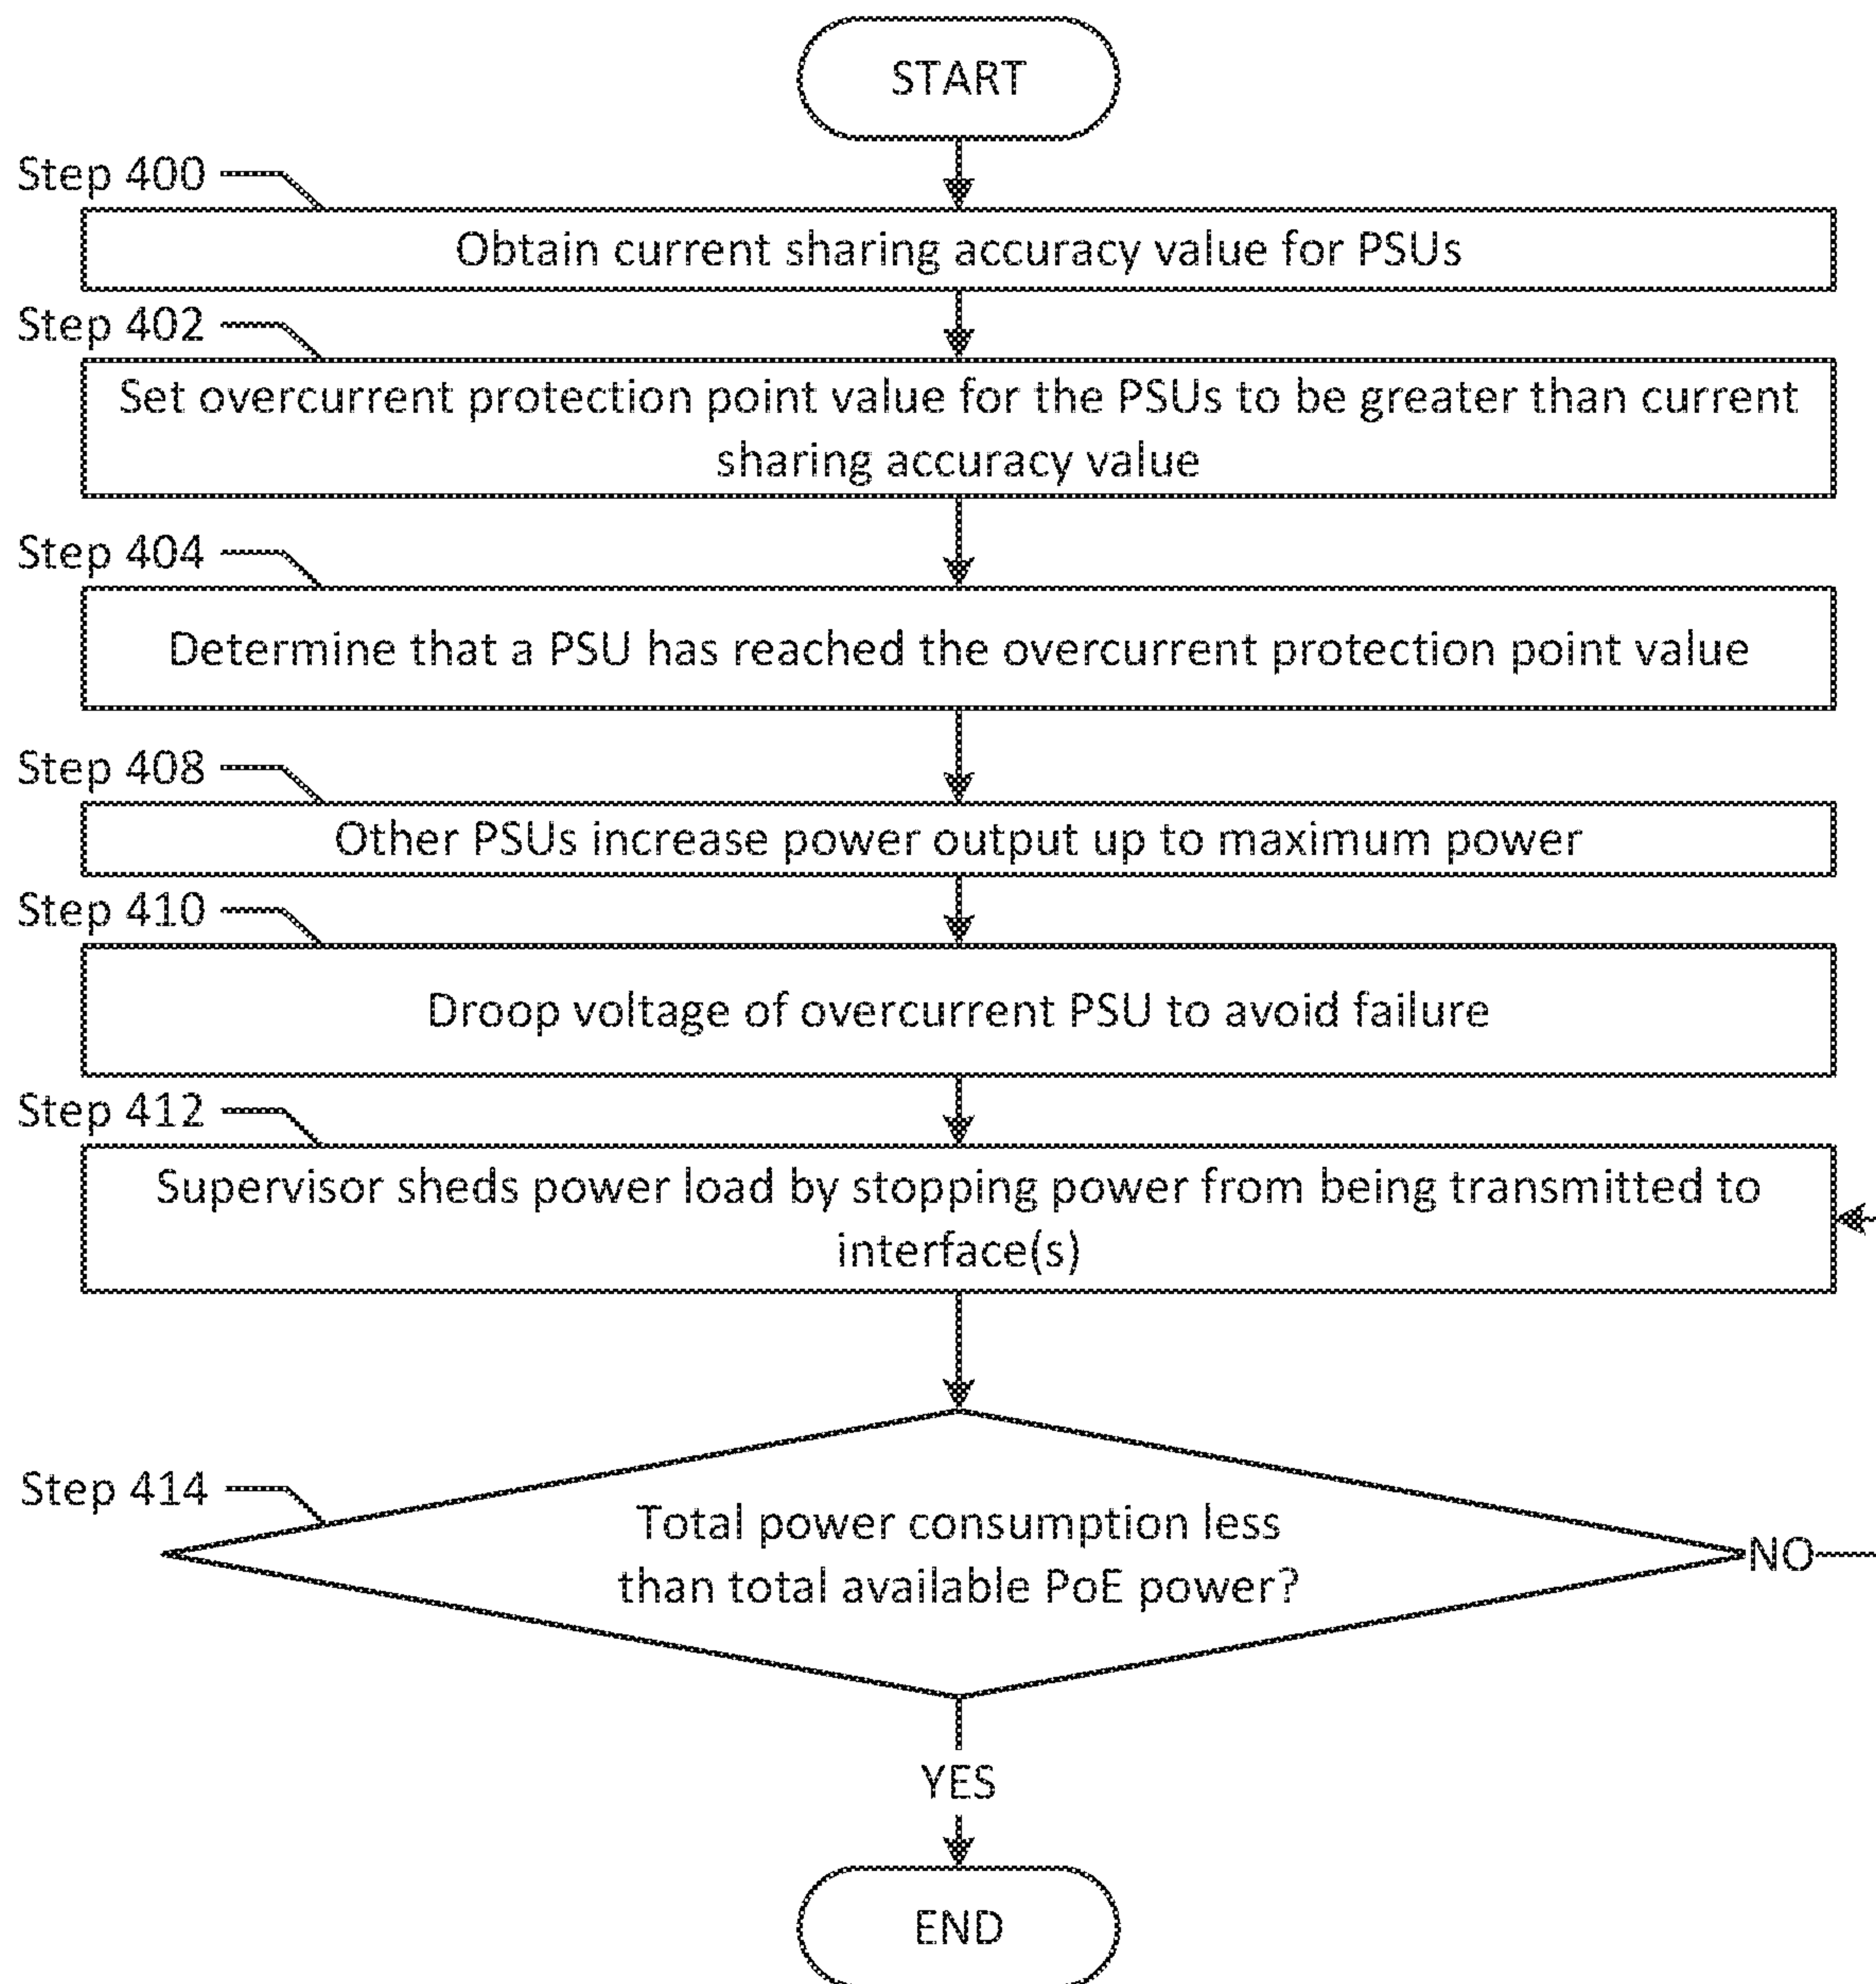 START
Step 400
Obtain current sharing accuracy value for PSUs
Step 402
Set overcurrent protection point value for the PSUs to be greater than current
sharing accuracy value
Step 404
Determine that a PSU has reached the overcurrent protection point value
Step 408
Other PSUs increase power output up to maximum power
Step 410
Droop voltage of overcurrent PSU to avoid failure
Step 412
Supervisor sheds power load by stopping power from being transmitted to
interface(s)
Step 414
Total power consumption less
than total available PoE power?
NO
YES
END